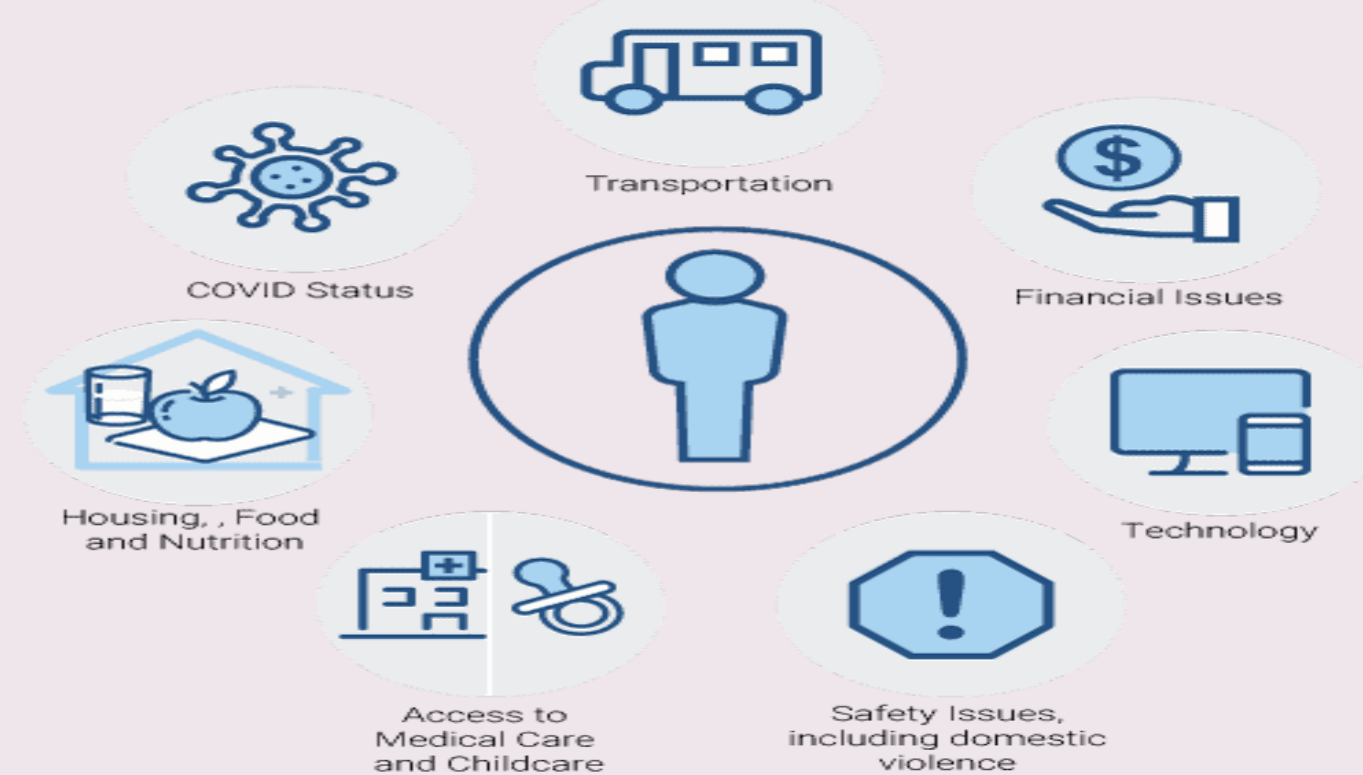 Transportation
COVID Status
Financial Issues
Housing, , Food
and Nutrition
Technology
Access to
Medical Care
and Childcare
Safety Issues,
including domestic
violence